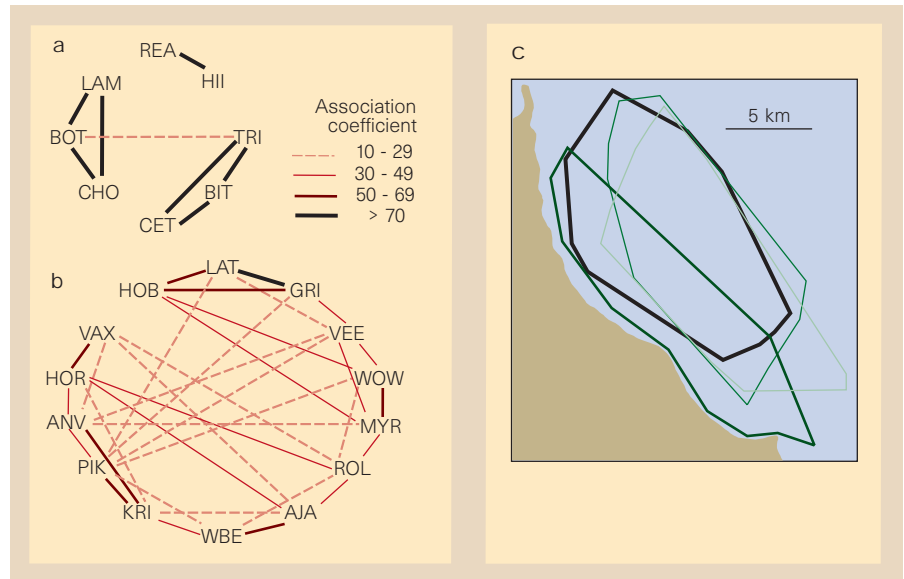 a
REA
HII
LAM
BOT
TRI
CHO
BIT
CET
Association
coefficient
10 - 29
30 - 49
50 - 69
> 70
b
LAT
HOB
GRI
VAX
VEE
HOR
WOW
ANV
MYR
PIK
ROL
KRI
AJA
WBE
c
5 km